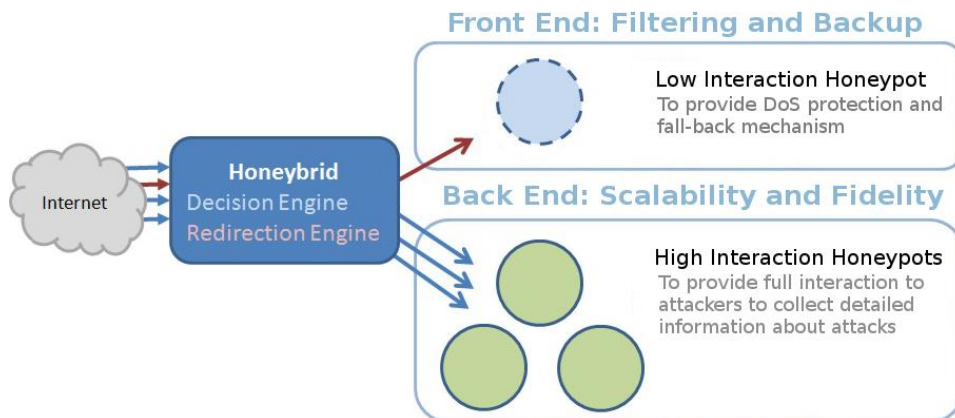 Front End: Filtering and Backup
Low Interaction Honeypot
To provide DoS protection and
fall-back mechanism
Internet
Honeybrid
Decision Engine
Redirection Engine
Back End: Scalability and Fidelity
High Interaction Honeypots
To provide full interaction to
attackers to collect detailed
information about attacks